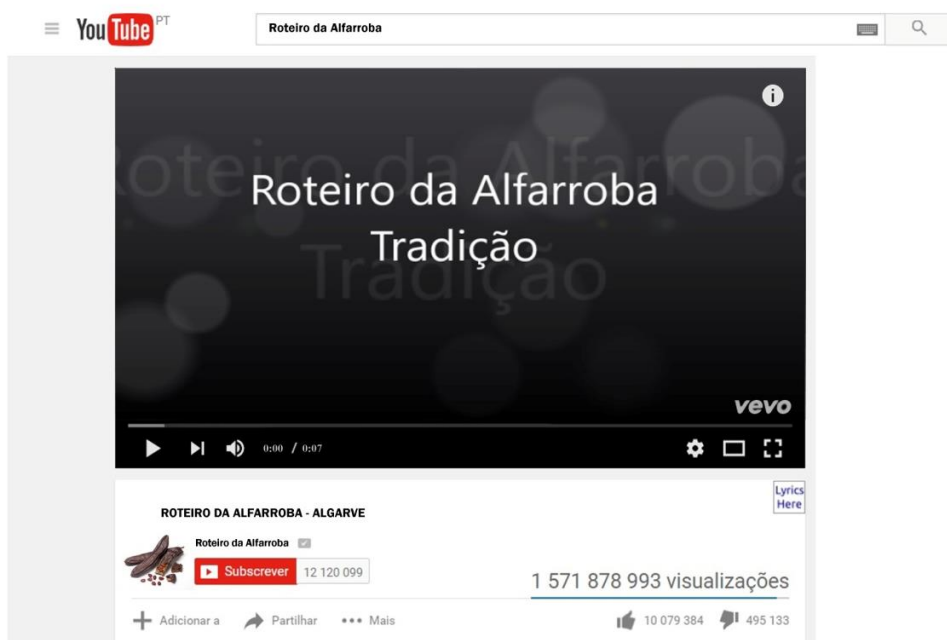 YouTube PT
Roteiro da Alfarroba
Roteiro da Alfarroba
Tradição
vevo
0:00 / 0:07
Lyrics
Here
ROTEIRO DA ALFARROBA - ALGARVE
Roteiro da Alfarroba
Subscrever 12 120 099
1 571 878 993 visualizações
Adicionar a Partilhar Mais 10 079 384 495 133